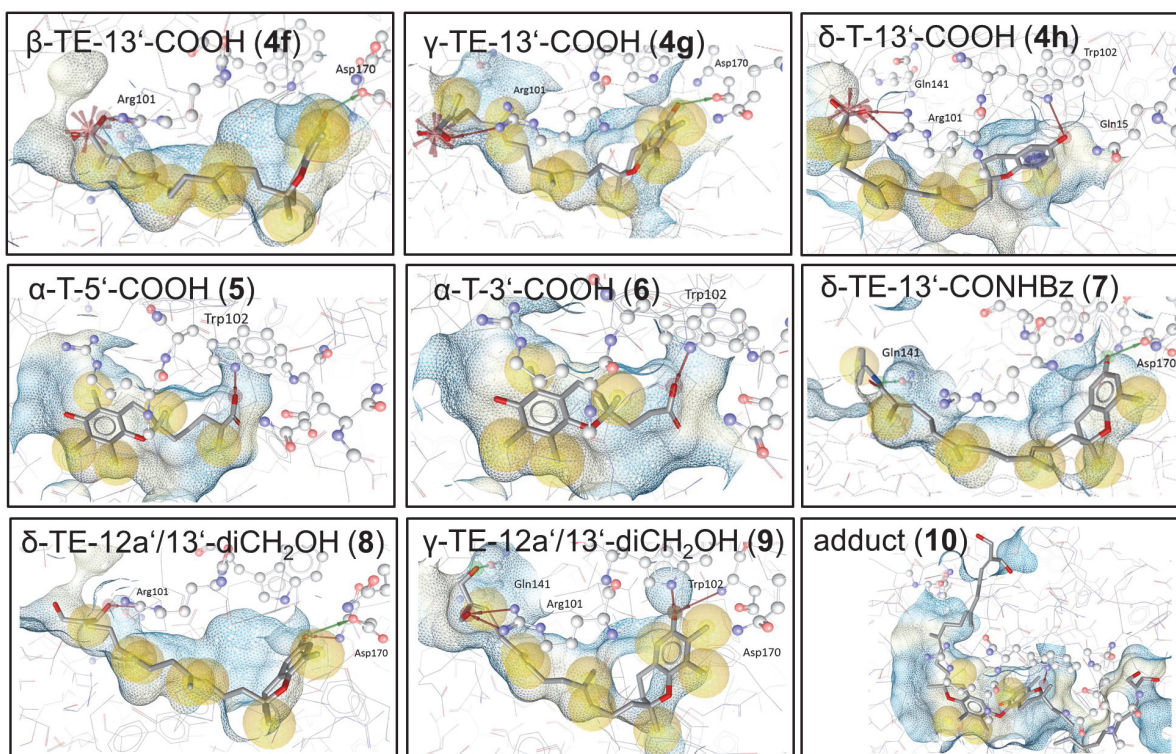 β-TE-13‘-COOH (4f)
Asp170
Arg101
γ-TE-13‘-COOH (4g)
Asp170
Arg101
δ-T-13‘-COOH (4h)
Trp102
Gln141
Arg101
Gln15
α-T-5‘-COOH (5)
Trp102
α-T-3‘-COOH (6)
Trp102
δ-TE-13‘-CONHBz (7)
Gln141
Asp170
δ-TE-12a‘/13‘-diCH₂OH (8)
Arg101
Asp170
γ-TE-12a‘/13‘-diCH₂OH (9)
Gln141
Trp102
Arg101
Asp170
adduct (10)